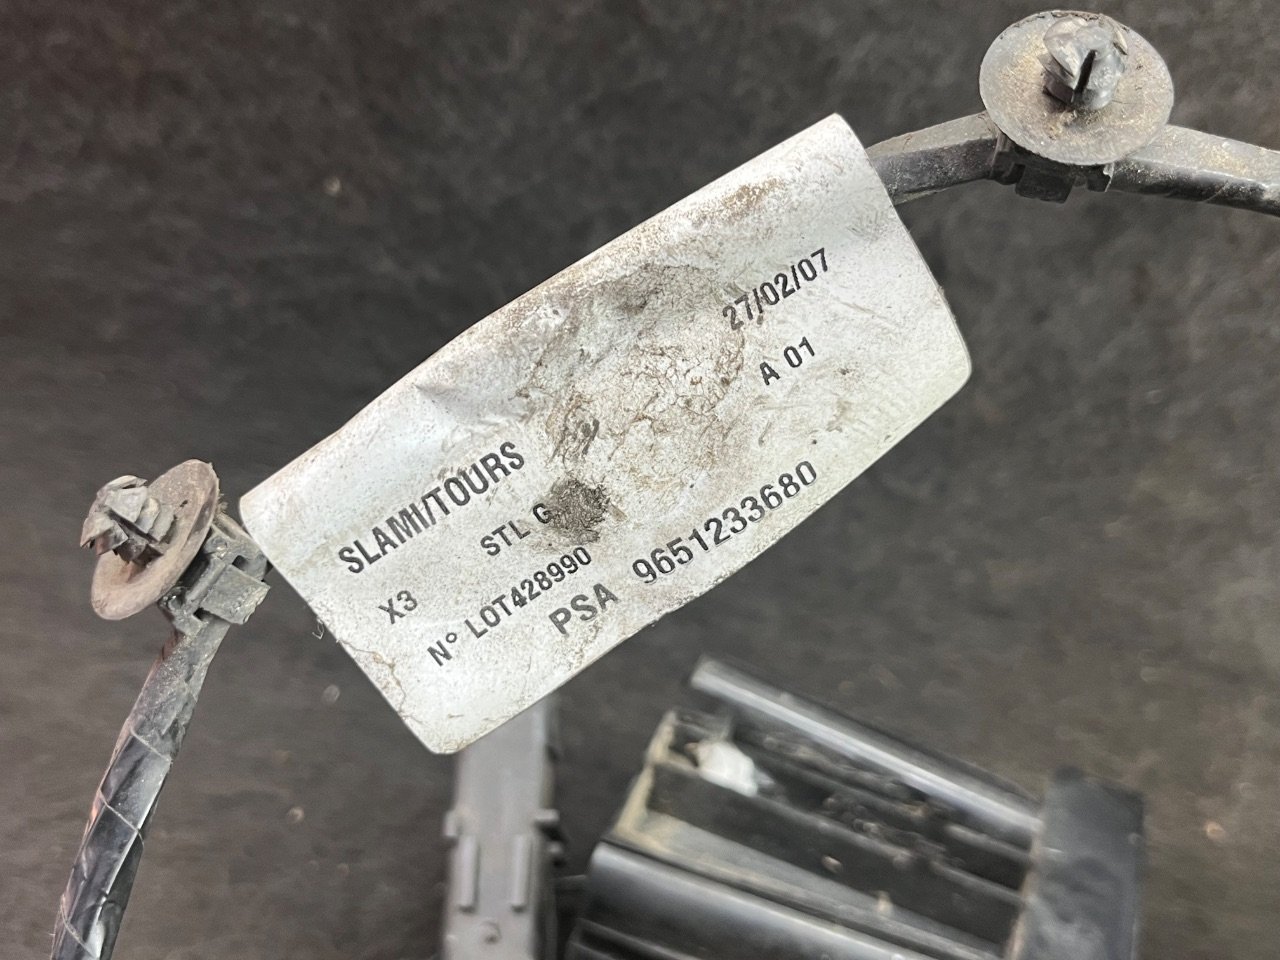 SLAMI/TOURS 27/02/07
STL G A 01
X3
N° LOT428990
PSA 9651233680